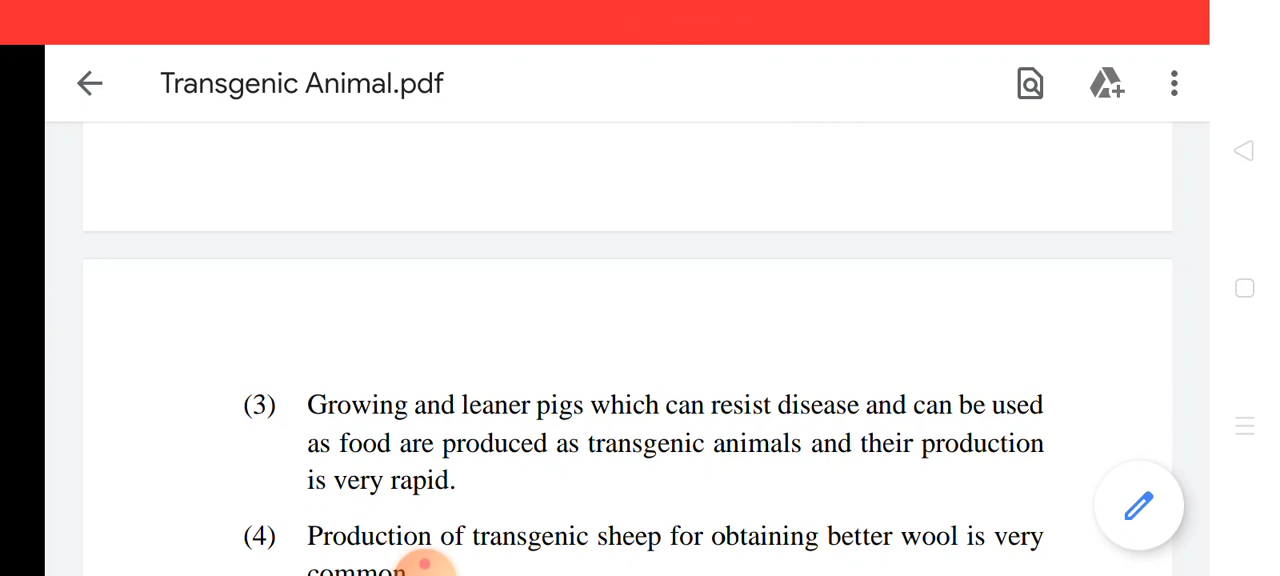 Transgenic Animal.pdf
(3) Growing and leaner pigs which can resist disease and can be used
as food are produced as transgenic animals and their production
is very rapid.
(4) Production of transgenic sheep for obtaining better wool is very
common